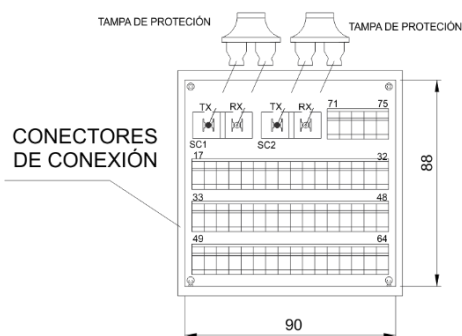 TAMPA DE PROTECIÓN
TAMPA DE PROTECIÓN
TX RX TX RX 71 75
SC1 SC2
CONECTORES
DE CONEXIÓN
17 32
33 48
49 64
88
90